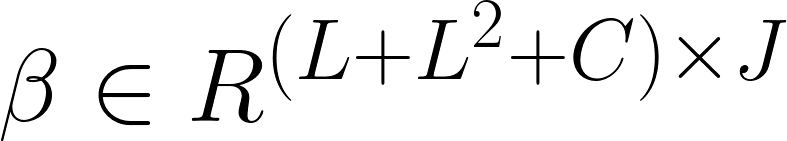 β ∈ R^{(L+L^2+C)×J}